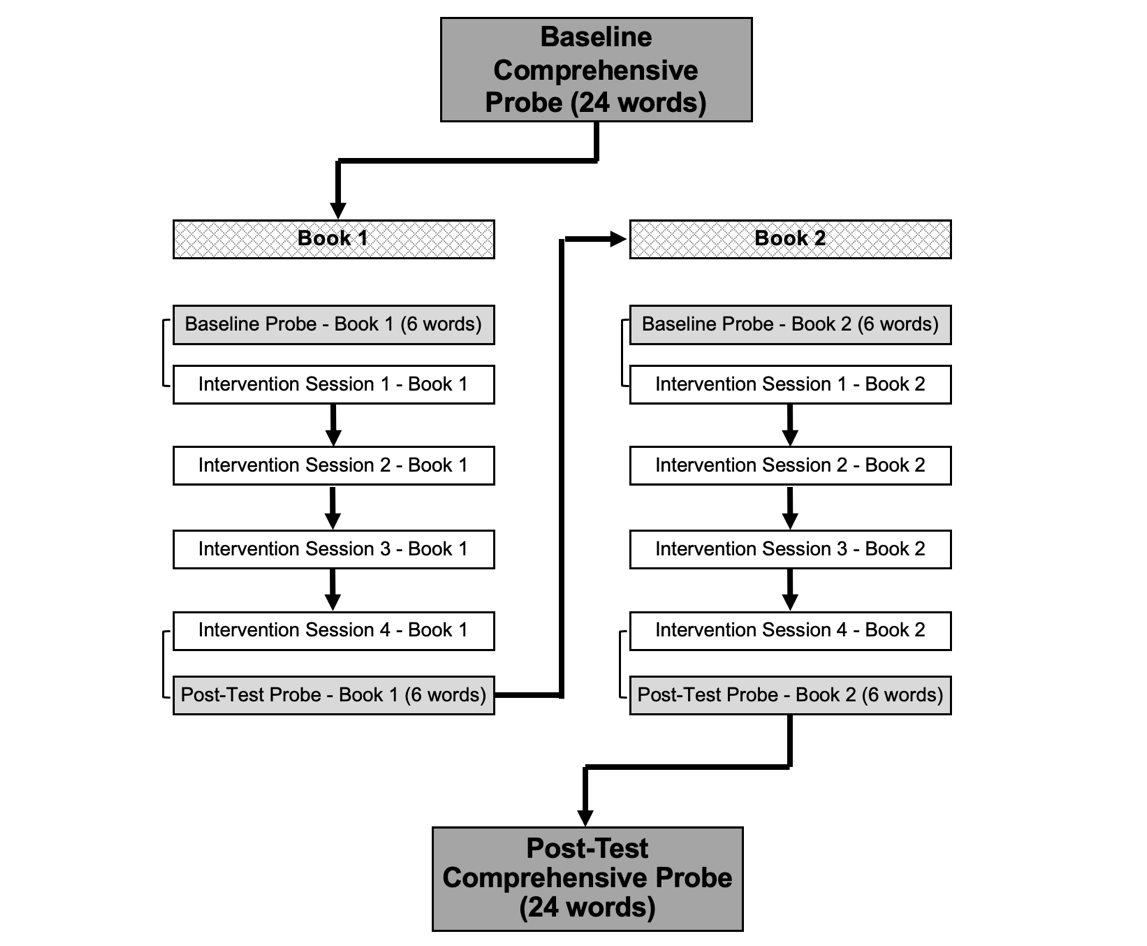 Baseline
Comprehensive
Probe (24 words)
Book 1
Baseline Probe - Book 1 (6 words)
Intervention Session 1 - Book 1
Intervention Session 2 - Book 1
Intervention Session 3 - Book 1
Intervention Session 4 - Book 1
Post-Test Probe - Book 1 (6 words)
Book 2
Baseline Probe - Book 2 (6 words)
Intervention Session 1 - Book 2
Intervention Session 2 - Book 2
Intervention Session 3 - Book 2
Intervention Session 4 - Book 2
Post-Test Probe - Book 2 (6 words)
Post-Test
Comprehensive Probe
(24 words)